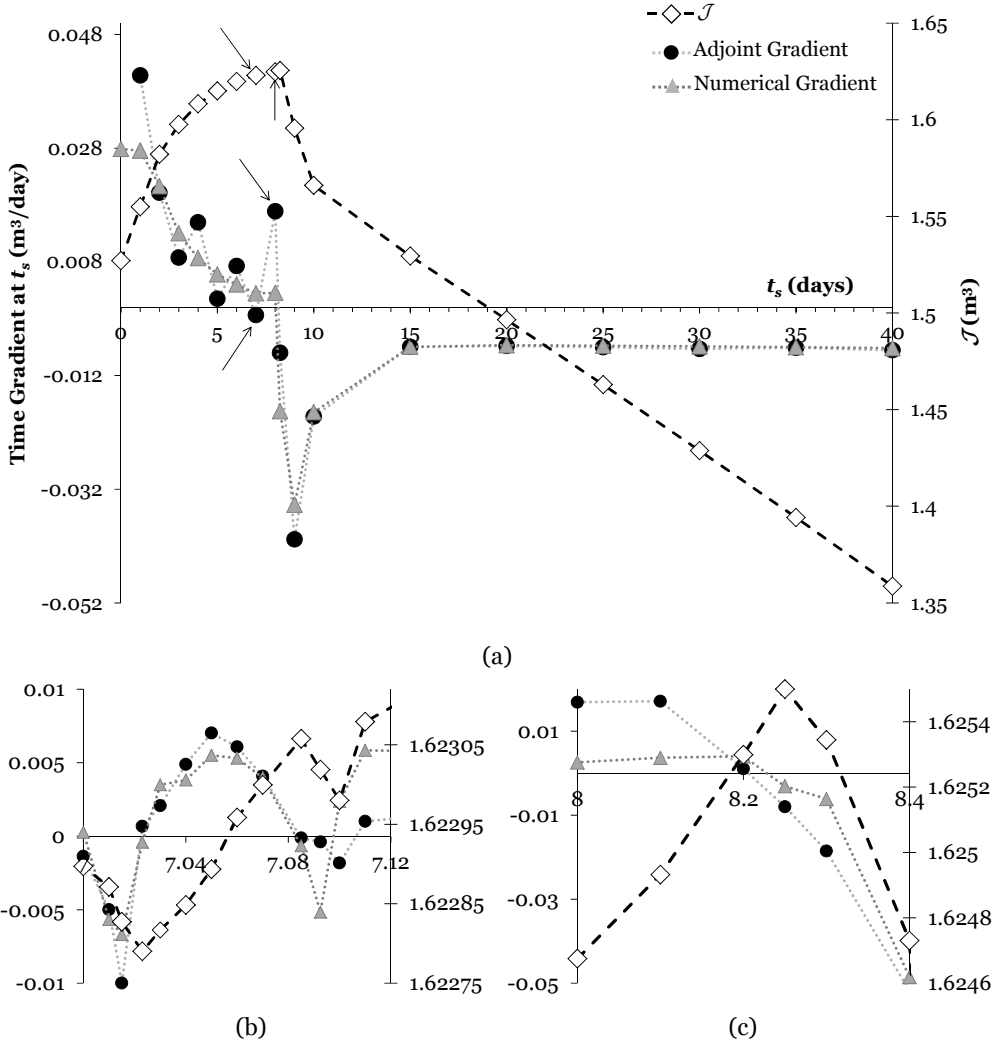 𝒥
Adjoint Gradient
Numerical Gradient
Time Gradient at ts (m³/day)
0.048
0.028
0.008
-0.012
-0.032
-0.052
0 5 10 15 20 25 30 35 40
ts (days)
1.65
1.6
1.55
1.5
1.45
1.4
1.35
𝒥 (m³)
(a)
0.01
0.005
0
-0.005
-0.01
7.04 7.08 7.12
1.62305
1.62295
1.62285
1.62275
(b)
0.01
-0.01
-0.03
-0.05
8 8.2 8.4
1.6254
1.6252
1.625
1.6248
1.6246
(c)